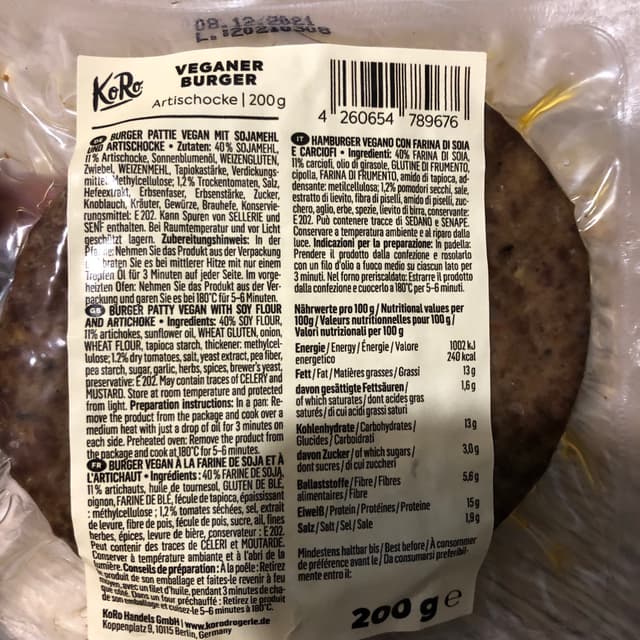 08.12.2021
KoRo
VEGANER
BURGER
Artischocke | 200g
4 260654 789676
BURGER PATTIE VEGAN MIT SOJAMEHL
UND ARTISCHOCKE • Zutaten: 40% SOJAMEHL,
11% Artischocke, Sonnenblumenöl, WEIZENGLUTEN,
Zwiebel, WEIZENMEHL, Tapiokastärke, Verdickungs-
mittel: Methylcellulose; 1,2% Trockentomaten, Salz,
Hefeextrakt, Erbsenfaser, Erbsenstärke, Zucker,
Knoblauch, Kräuter, Gewürze, Brauhefe, Konservie-
rungsmittel: E 202. Kann Spuren von SELLERIE und
SENF enthalten. Bei Raumtemperatur und vor Licht
geschützt lagern. Zubereitungshinweis: In der
Nehmen Sie das Produkt aus der Verpackung
braten Sie es bei mittlerer Hitze mit nur einem
Tropfen Öl für 3 Minuten auf jeder Seite. Im vorge-
heizten Ofen: Nehmen Sie das Produkt aus der Ver-
packung und garen Sie es bei 180°C für 5-6 Minuten.
GB BURGER PATTY VEGAN WITH SOY FLOUR
AND ARTICHOKE • Ingredients: 40% SOY FLOUR,
11% artichokes, sunflower oil, WHEAT GLUTEN, onion,
WHEAT FLOUR, tapioca starch, thickener: methylcel-
lulose; 1,2% dry tomatoes, salt, yeast extract, pea fiber,
pea starch, sugar, garlic, herbs, spices, brewer's yeast,
preservative: E 202. May contain traces of CELERY and
MUSTARD. Store at room temperature and protected
from light. Preparation instructions: In a pan: Re-
move the product from the package and cook over a
medium heat with just a drop of oil for 3 minutes on
each side. Preheated oven: Remove the product from
the package and cook at 180°C for 5-6 minutes.
FR BURGER VEGAN À LA FARINE DE SOJA ET À
L'ARTICHAUT • Ingrédients: 40% FARINE DE SOJA,
11% artichauts, huile de tournesol, GLUTEN DE BLÉ,
oignon, FARINE DE BLÉ, fécule de tapioca, épaississant
: méthylcellulose ; 1,2% tomates séchées, sel, extrait
de levure, fibre de pois, fécule de pois, sucre, ail, fines
herbes, épices, levure de bière, conservateur : E 202.
Peut contenir des traces de CÉLERI et MOUTARDE.
Conserver à température ambiante et à l'abri de la
lumière. Conseils de préparation: À la poêle: Retirez
le produit de son emballage et faites-le revenir à feu
moyen, avec un filet d'huile, pendant 3 minutes de cha-
que côté. Dans un four préchauffé: Retirez le produit
de son emballage et cuisez-le 5-6 minutes à 180°C.
KoRo Handels GmbH | www.korodrogerie.de
Koppenplatz 9, 10115 Berlin, Germany
IT HAMBURGER VEGANO CON FARINA DI SOIA
E CARCIOFI • Ingredienti: 40% FARINA DI SOIA,
11% carciofi, olio di girasole, GLUTINE DI FRUMENTO,
cipolla, FARINA DI FRUMENTO, amido di tapioca, ad-
densante: metilcellulosa; 1,2% pomodori secchi, sale,
estratto di lievito, fibra di piselli, amido di piselli, zuc-
chero, aglio, erbe, spezie, lievito di birra, conservante:
E 202. Può contenere tracce di SEDANO e SENAPE.
Conservare a temperatura ambiente e al riparo dalla
luce. Indicazioni per la preparazione: In padella:
Prendere il prodotto dalla confezione e rosolarlo
con un filo d'olio a fuoco medio su ciascun lato per
3 minuti. Nel forno preriscaldato: Estrarre il prodotto
dalla confezione e cuocerlo a 180°C per 5-6 minuti.
Nährwerte pro 100 g / Nutritional values per
100g / Valeurs nutritionnelles pour 100 g /
Valori nutrizionali per 100 g
Energie / Energy / Énergie / Valore 1002 kJ
energetico 240 kcal
Fett / Fat / Matières grasses / Grassi 13 g
davon gesättigte Fettsäuren / 1,6 g
of which saturates / dont acides gras
saturés / di cui acidi grassi saturi
Kohlenhydrate / Carbohydrates / 13 g
Glucides / Carboidrati
davon Zucker / of which sugars / 3,0 g
dont sucres / di cui zuccheri
Ballaststoffe / Fibre / Fibres 5,6 g
alimentaires / Fibre
Eiweiß / Protein / Protéines / Proteine 15 g
Salz / Salt / Sel / Sale 1,9 g
Mindestens haltbar bis / Best before / À consommer
de préférence avant le / Da consumarsi preferibil-
mente entro il:
200 g e